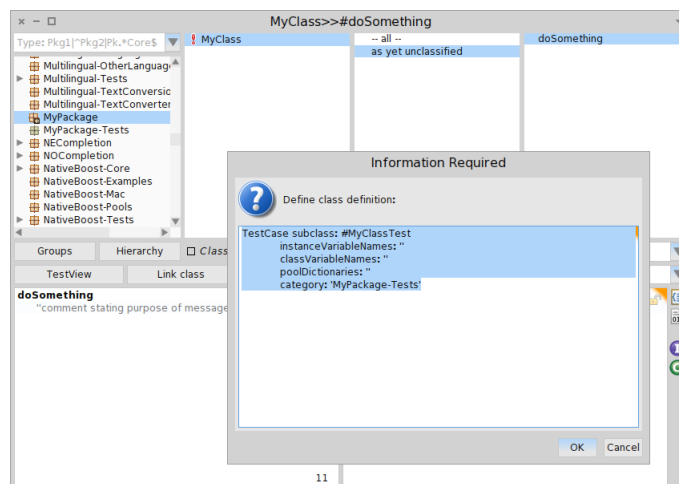 MyClass>>#doSomething
Type: Pkg1|^Pkg2|Pk.*Core$
Multilingual-OtherLanguag
Multilingual-Tests
Multilingual-TextConversio
Multilingual-TextConverter
MyPackage
MyPackage-Tests
NECompletion
NOCompletion
NativeBoost-Core
NativeBoost-Examples
NativeBoost-Mac
NativeBoost-Pools
NativeBoost-Tests
MyClass
-- all --
as yet unclassified
doSomething
Groups
Hierarchy
Class
TestView
Link class
doSomething
"comment stating purpose of message
11
Information Required
Define class definition:
TestCase subclass: #MyClassTest
instanceVariableNames: ''
classVariableNames: ''
poolDictionaries: ''
category: 'MyPackage-Tests'
OK
Cancel